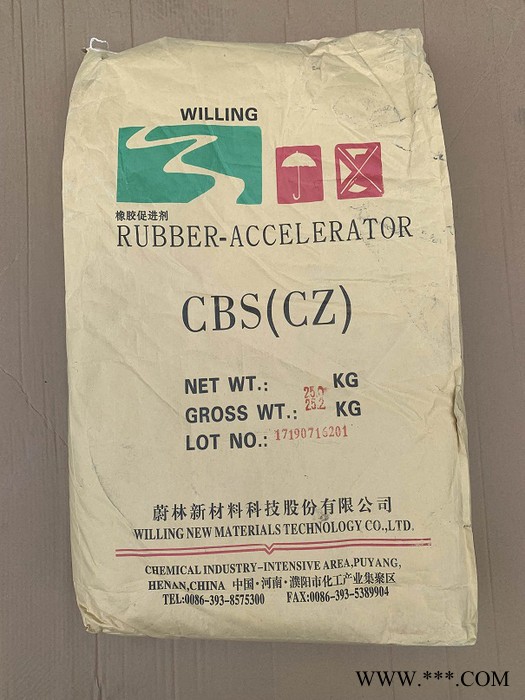 WILLING
橡胶促进剂
RUBBER-ACCELERATOR
CBS(CZ)
NET WT.: 25.0 KG
GROSS WT.: 25.2 KG
LOT NO.: 17190716201
蔚林新材料科技股份有限公司
WILLING NEW MATERIALS TECHNOLOGY CO.,LTD.
CHEMICAL INDUSTRY-INTENSIVE AREA,PUYANG,
HENAN,CHINA 中国·河南·濮阳市化工产业集聚区
TEL:0086-393-8575300 FAX:0086-393-5389904
WWW.***.COM